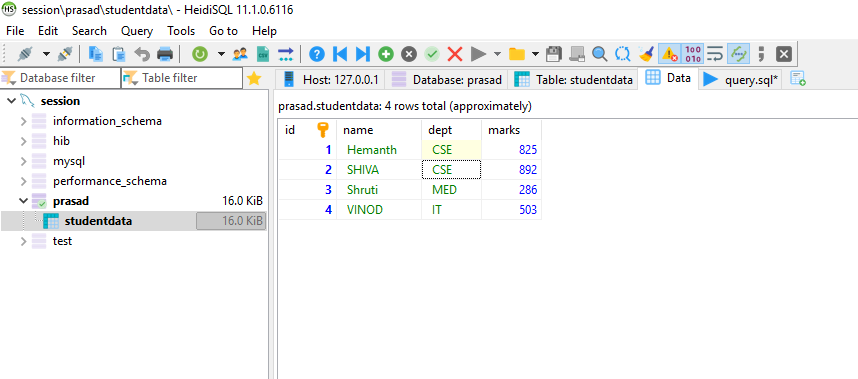 HS session\prasad\studentdata\ - HeidiSQL 11.1.0.6116
File Edit Search Query Tools Go to Help
Database filter Table filter
Host: 127.0.0.1 Database: prasad Table: studentdata Data query.sql*
session
information_schema
hib
mysql
performance_schema
prasad 16.0 KiB
studentdata 16.0 KiB
test
prasad.studentdata: 4 rows total (approximately)
id name dept marks
1 Hemanth CSE 825
2 SHIVA CSE 892
3 Shruti MED 286
4 VINOD IT 503